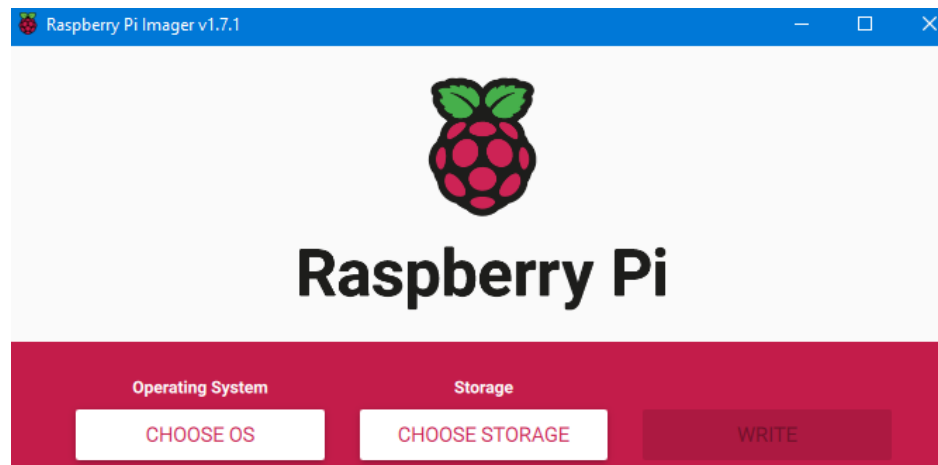 Raspberry Pi Imager v1.7.1
Raspberry Pi
Operating System
Storage
CHOOSE OS
CHOOSE STORAGE
WRITE